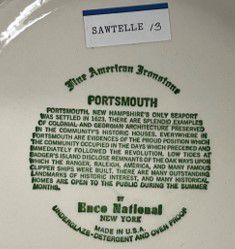 SAWTELLE 13
Fine American Ironstone
PORTSMOUTH
PORTSMOUTH, NEW HAMPSHIRE'S ONLY SEAPORT
WAS SETTLED IN 1623. THERE ARE SPLENDID EXAMPLES
OF COLONIAL AND GEORGIAN ARCHITECTURE PRESERVED
IN THE COMMUNITY'S HISTORIC HOUSES. EVERYWHERE IN
PORTSMOUTH ARE EVIDENCES OF THE PROUD POSITION WHICH
THE COMMUNITY OCCUPIED IN THE DAYS WHICH PRECEDED AND
IMMEDIATELY FOLLOWED THE REVOLUTION. LOW TIDES AT
BADGER'S ISLAND DISCLOSE REMNANTS OF THE OAK WAYS UPON
WHICH THE RANGER, RALEIGH, AMERICA, AND MANY FAMOUS
CLIPPER SHIPS WERE BUILT. THERE ARE MANY OUTSTANDING
LANDMARKS OF HISTORIC INTEREST, AND MANY HISTORICAL
HOMES ARE OPEN TO THE PUBLIC DURING THE SUMMER
MONTHS.
BY
Enco National
NEW YORK
MADE IN U.S.A.
UNDERGLAZE-DETERGENT AND OVEN PROOF